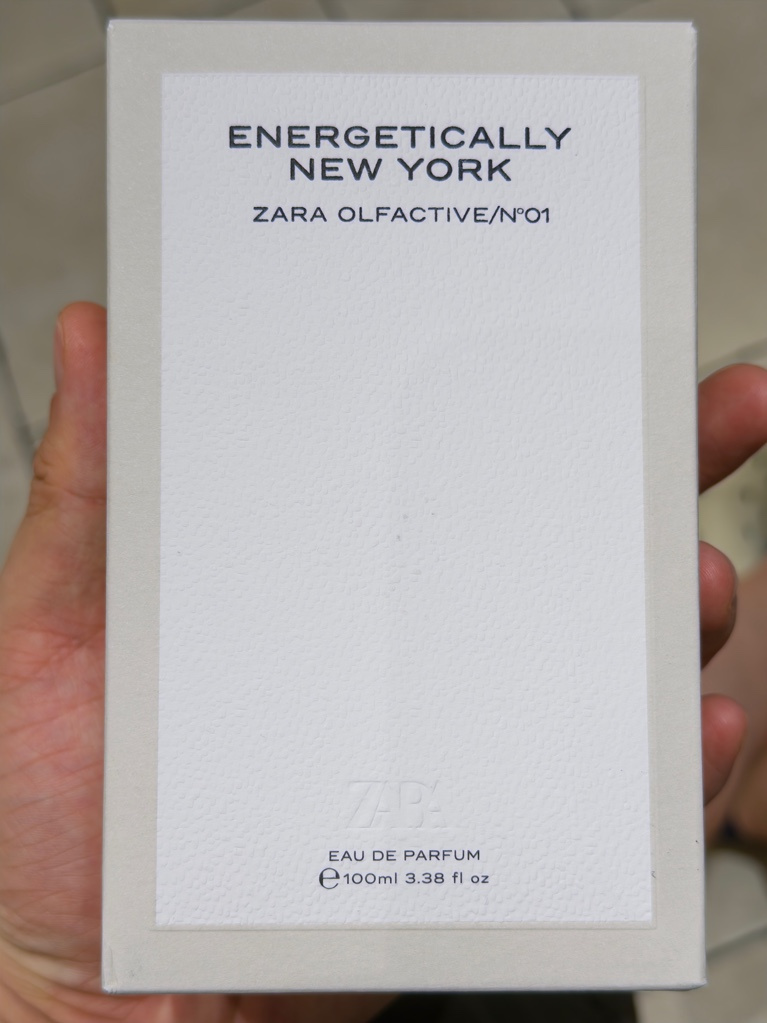 ENERGETICALLY
NEW YORK
ZARA OLFACTIVE/Nº01
ZARA
EAU DE PARFUM
℮100ml 3.38 fl oz